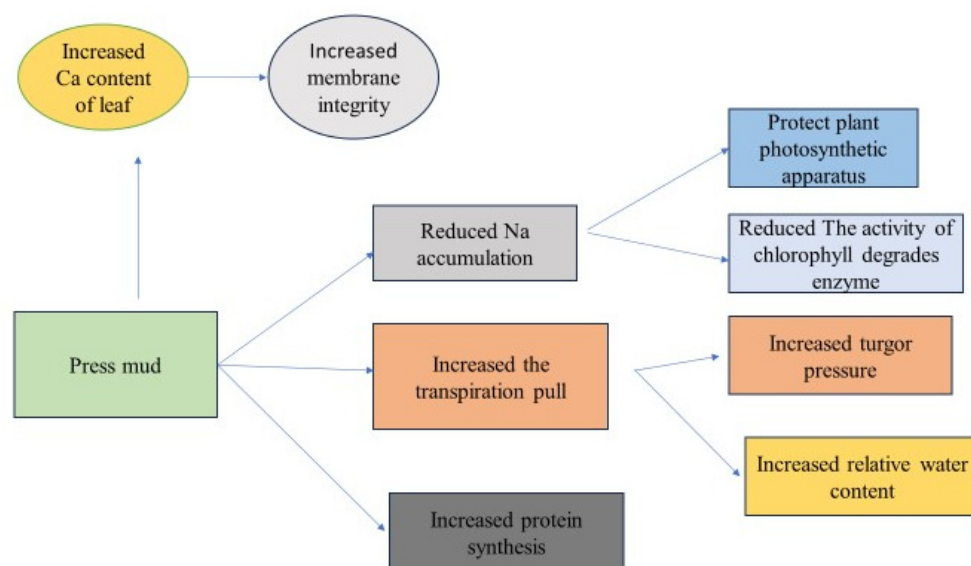 Increased
Ca content
of leaf
Increased
membrane
integrity
Protect plant
photosynthetic
apparatus
Reduced Na
accumulation
Reduced The activity of
chlorophyll degrades
enzyme
Press mud
Increased the
transpiration pull
Increased turgor
pressure
Increased relative water
content
Increased protein
synthesis